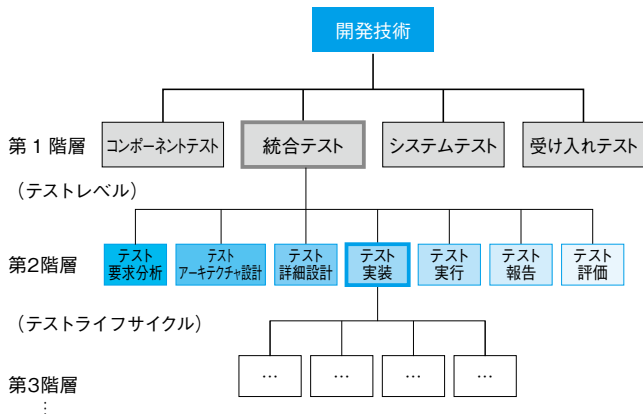 開発技術
第1階層
コンポーネントテスト
統合テスト
システムテスト
受け入れテスト
（テストレベル）
第2階層
テスト
要求分析
テスト
アーキテクチャ設計
テスト
詳細設計
テスト
実装
テスト
実行
テスト
報告
テスト
評価
（テストライフサイクル）
…
…
…
…
第3階層
⋮